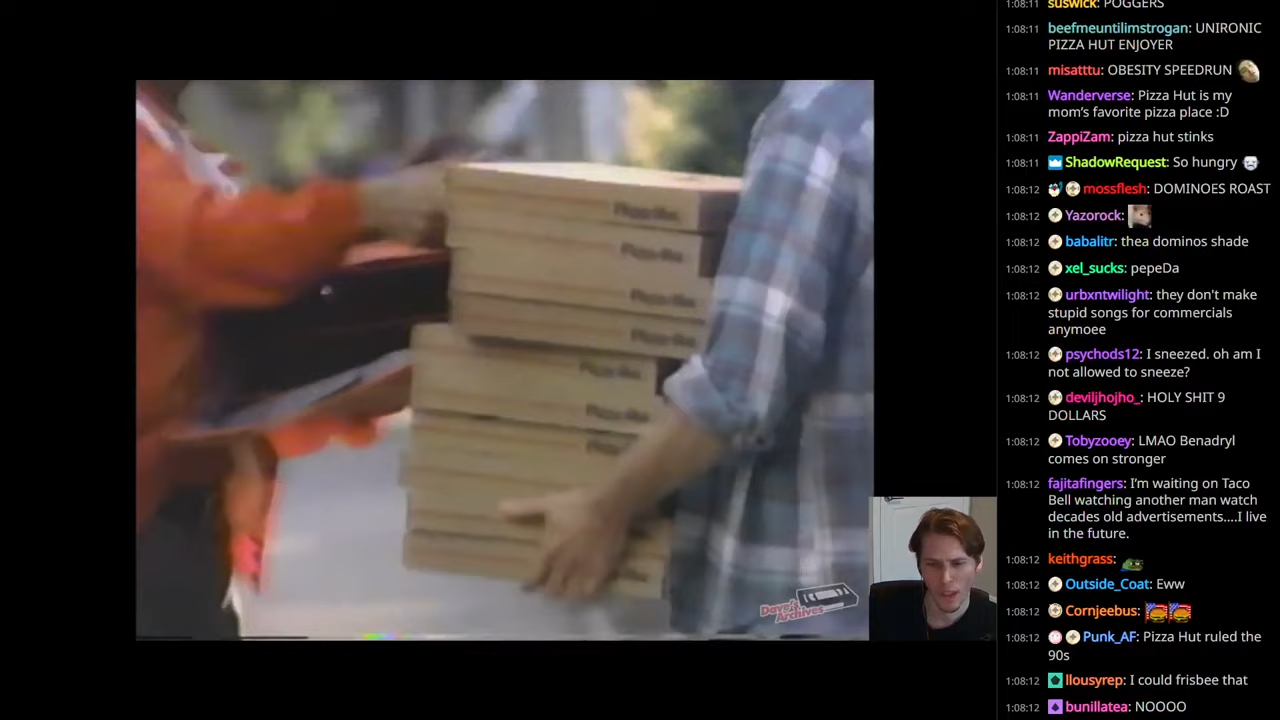 1:08:11 suswick: POGGERS
1:08:11 beefmeuntilimstrogan: UNIRONIC
PIZZA HUT ENJOYER
1:08:11 misatttu: OBESITY SPEEDRUN
1:08:11 Wanderverse: Pizza Hut is my
mom's favorite pizza place :D
1:08:11 ZappiZam: pizza hut stinks
1:08:11 ShadowRequest: So hungry
1:08:12 mossflesh: DOMINOES ROAST
1:08:12 Yazorock:
1:08:12 babalitr: thea dominos shade
1:08:12 xel_sucks: pepeDa
1:08:12 urbxntwilight: they don't make
stupid songs for commercials
anymoee
1:08:12 psychods12: I sneezed. oh am I
not allowed to sneeze?
1:08:12 deviljhojho_: HOLY SHIT 9
DOLLARS
1:08:12 Tobyzooey: LMAO Benadryl
comes on stronger
1:08:12 fajitafingers: I'm waiting on Taco
Bell watching another man watch
decades old advertisements....I live
in the future.
1:08:12 keithgrass:
1:08:12 Outside_Coat: Eww
1:08:12 Cornjeebus:
1:08:12 Punk_AF: Pizza Hut ruled the
90s
1:08:12 llousyrep: I could frisbee that
1:08:12 bunillatea: NOOOO
Dave's
Archives